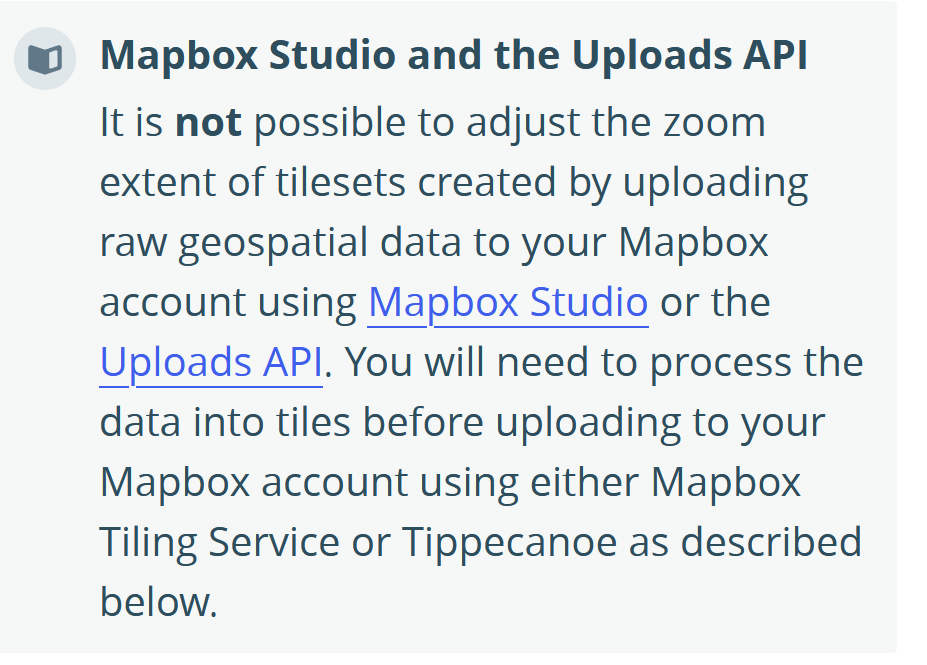 Mapbox Studio and the Uploads API
It is not possible to adjust the zoom
extent of tilesets created by uploading
raw geospatial data to your Mapbox
account using Mapbox Studio or the
Uploads API. You will need to process the
data into tiles before uploading to your
Mapbox account using either Mapbox
Tiling Service or Tippecanoe as described
below.